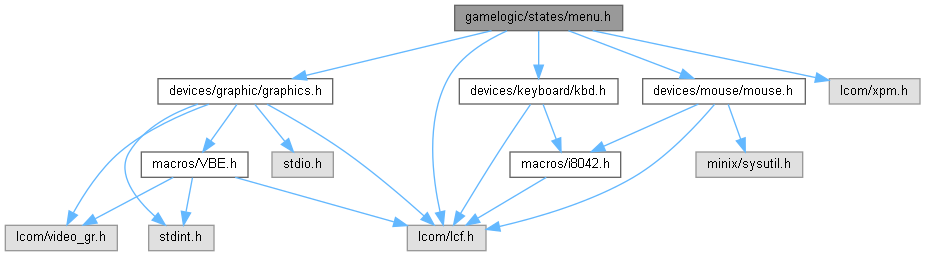 gamelogic/states/menu.h
devices/graphic/graphics.h
devices/keyboard/kbd.h
devices/mouse/mouse.h
lcom/xpm.h
macros/VBE.h
stdio.h
macros/i8042.h
minix/sysutil.h
lcom/video_gr.h
stdint.h
lcom/lcf.h